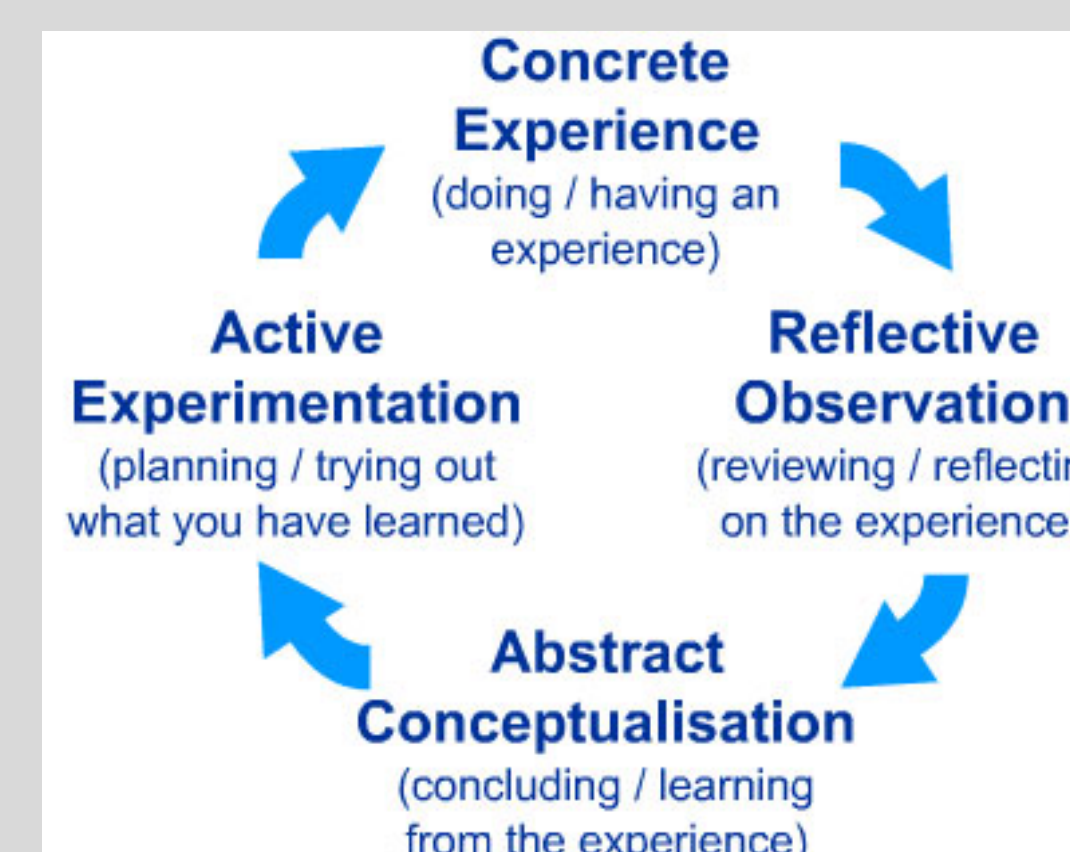 Concrete
Experience
(doing / having an
experience)
Reflective
Observation
(reviewing / reflectin
on the experience
Abstract
Conceptualisation
(concluding / learning
from the experience)
Active
Experimentation
(planning / trying out
what you have learned)